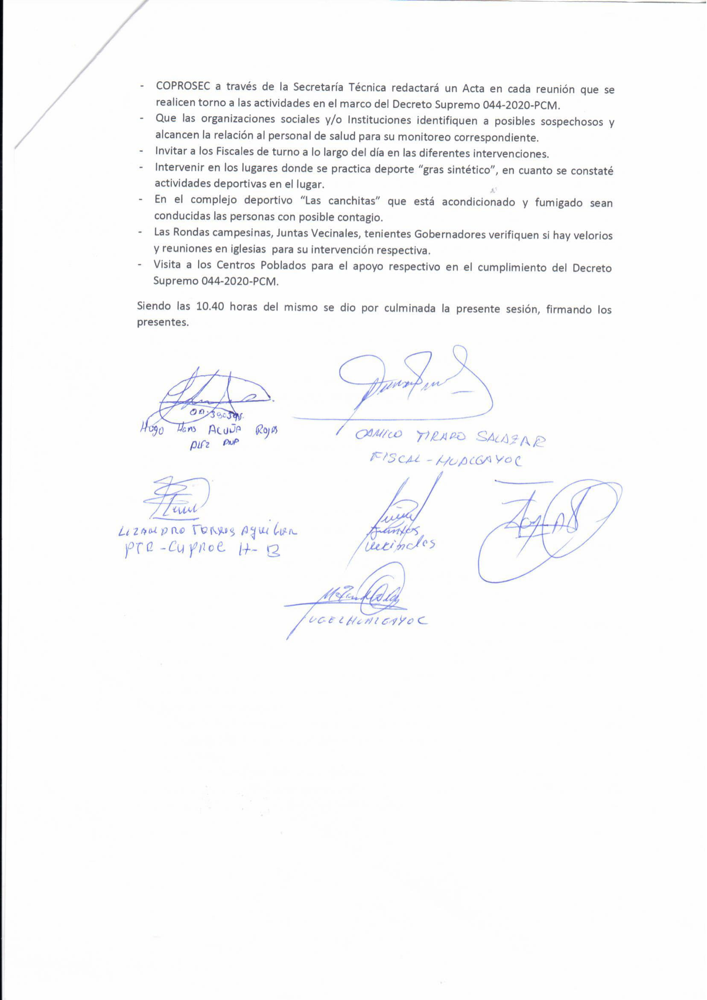 - COPROSEC a través de la Secretaría Técnica redactará un Acta en cada reunión que se
realicen torno a las actividades en el marco del Decreto Supremo 044-2020-PCM.
- Que las organizaciones sociales y/o Instituciones identifiquen a posibles sospechosos y
alcancen la relación al personal de salud para su monitoreo correspondiente.
- Invitar a los Fiscales de turno a lo largo del día en las diferentes intervenciones.
- Intervenir en los lugares donde se practica deporte “gras sintético”, en cuanto se constaté
actividades deportivas en el lugar.
- En el complejo deportivo “Las canchitas” que está acondicionado y fumigado sean
conducidas las personas con posible contagio.
- Las Rondas campesinas, Juntas Vecinales, tenientes Gobernadores verifiquen si hay velorios
y reuniones en iglesias para su intervención respectiva.
- Visita a los Centros Poblados para el apoyo respectivo en el cumplimiento del Decreto
Supremo 044-2020-PCM.
Siendo las 10.40 horas del mismo se dio por culminada la presente sesión, firmando los
presentes.
Hugo Hans ACUÑA Rojas
ALFZ PNP
CAMILO TIRADO SALAZAR
FISCAL - HUALGAYOC
LIZANDRO TORRES AGUILAR
PTE - CUPROC H- B
Juntas
Vecinales
UGEL HUALGAYOC